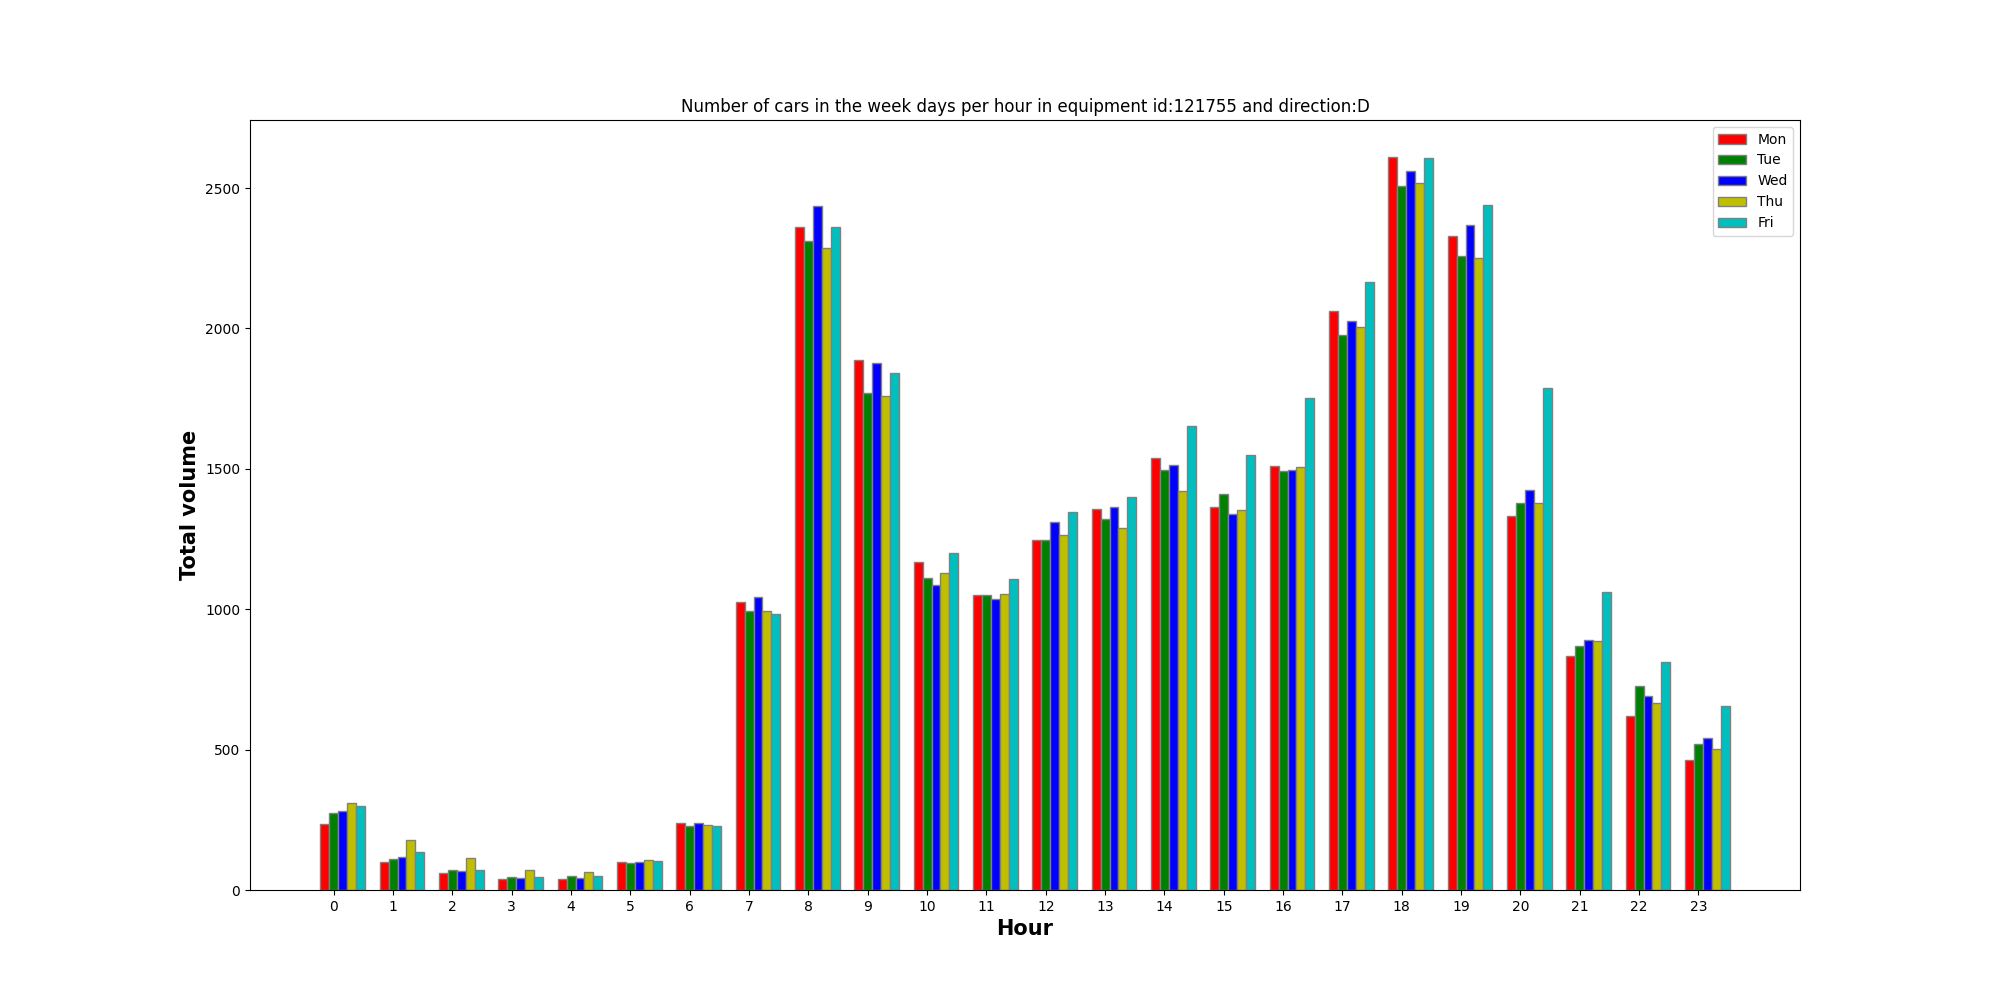 Number of cars in the week days per hour in equipment id:121755 and direction:D
Mon
Tue
Wed
Thu
Fri
2500
2000
1500
1000
500
0
Total volume
0 1 2 3 4 5 6 7 8 9 10 11 12 13 14 15 16 17 18 19 20 21 22 23
Hour